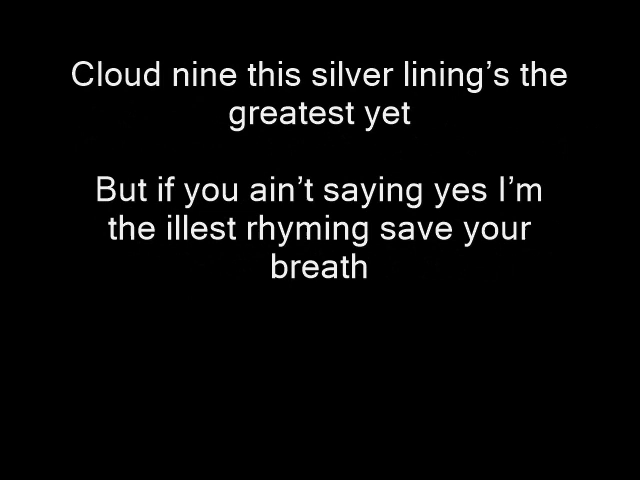 Cloud nine this silver lining’s the
greatest yet
But if you ain’t saying yes I’m
the illest rhyming save your
breath